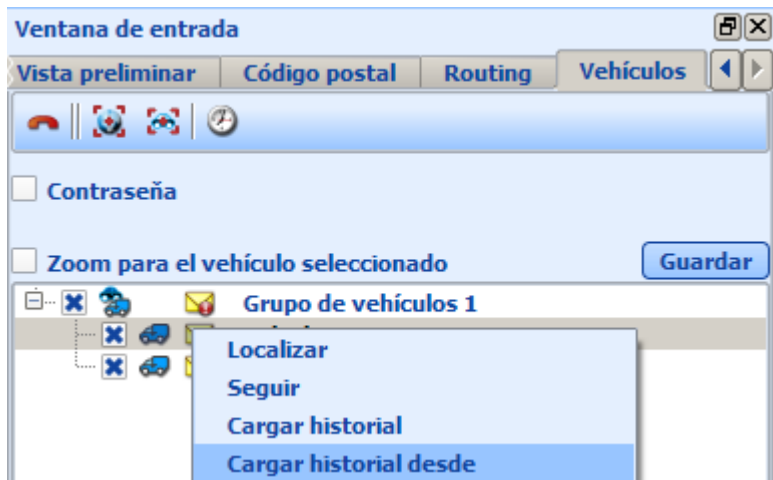 Ventana de entrada
Vista preliminar Código postal Routing Vehículos
Contraseña
Zoom para el vehículo seleccionado Guardar
Grupo de vehículos 1
Localizar
Seguir
Cargar historial
Cargar historial desde